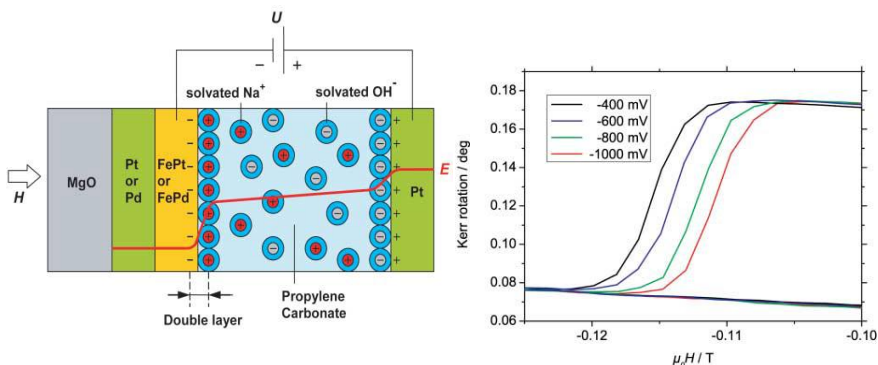 U
− +
solvated Na+
solvated OH-
H
MgO
Pt
or
Pd
FePt
or
FePd
E
Pt
Double layer
Propylene
Carbonate
Kerr rotation / deg
0.18
0.16
0.14
0.12
0.10
0.08
0.06
-400 mV
-600 mV
-800 mV
-1000 mV
-0.12
-0.11
-0.10
μ₀H / T